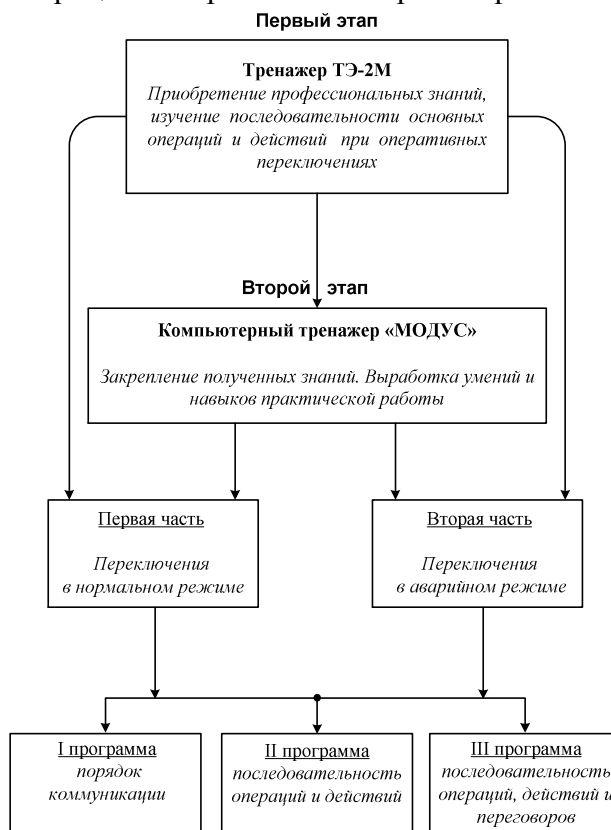 Первый этап
Тренажер ТЭ-2М
Приобретение профессиональных знаний,
изучение последовательности основных
операций и действий при оперативных
переключениях
Второй этап
Компьютерный тренажер «МОДУС»
Закрепление полученных знаний. Выработка умений и
навыков практической работы
Первая часть
Переключения
в нормальном режиме
Вторая часть
Переключения
в аварийном режиме
I программа
порядок
коммуникации
II программа
последовательность
операций и действий
III программа
последовательность
операций, действий и
переговоров